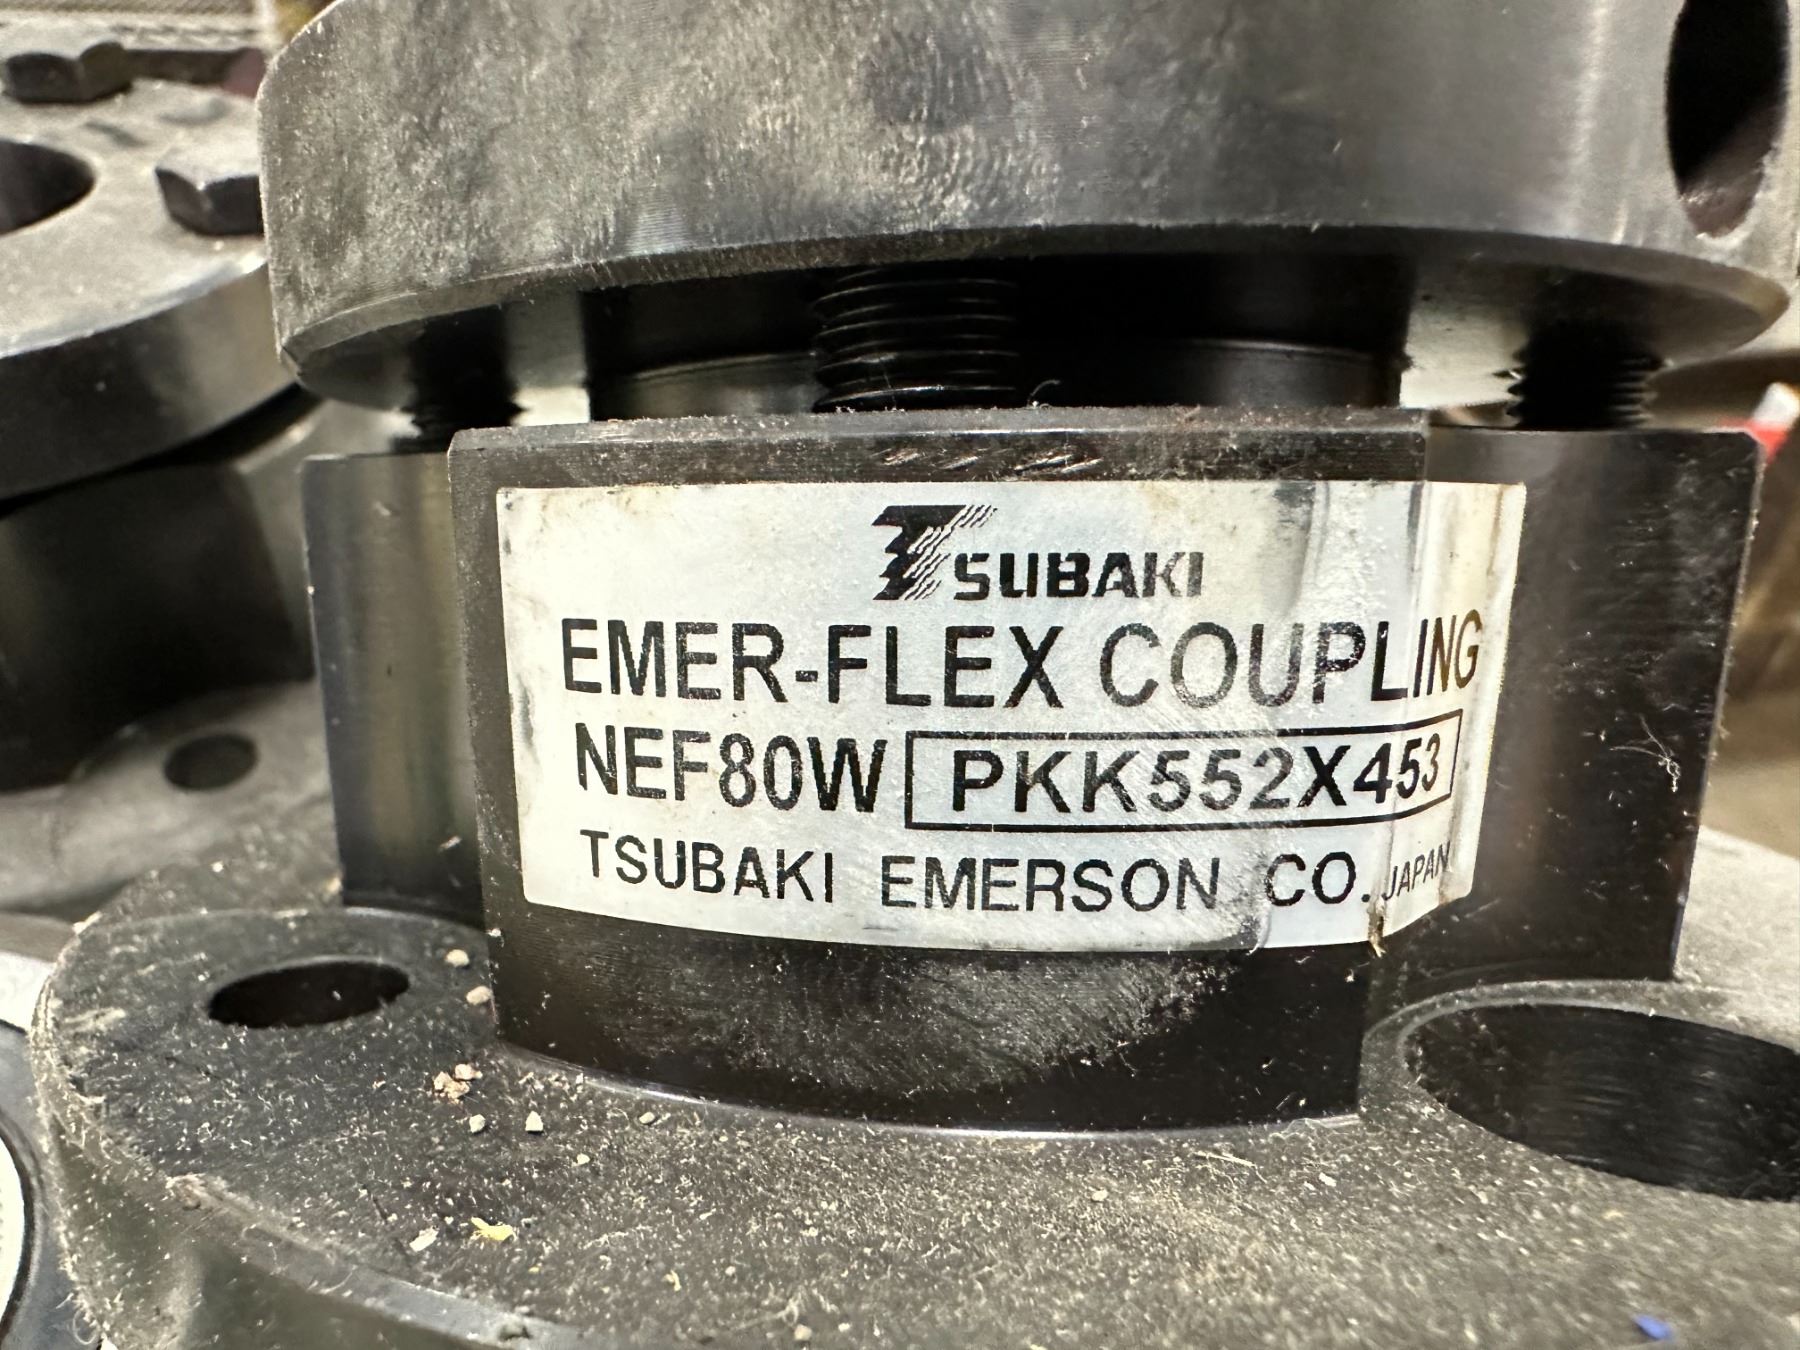 TSUBAKI
EMER-FLEX COUPLING
NEF80W PKK552X453
TSUBAKI EMERSON CO. JAPAN